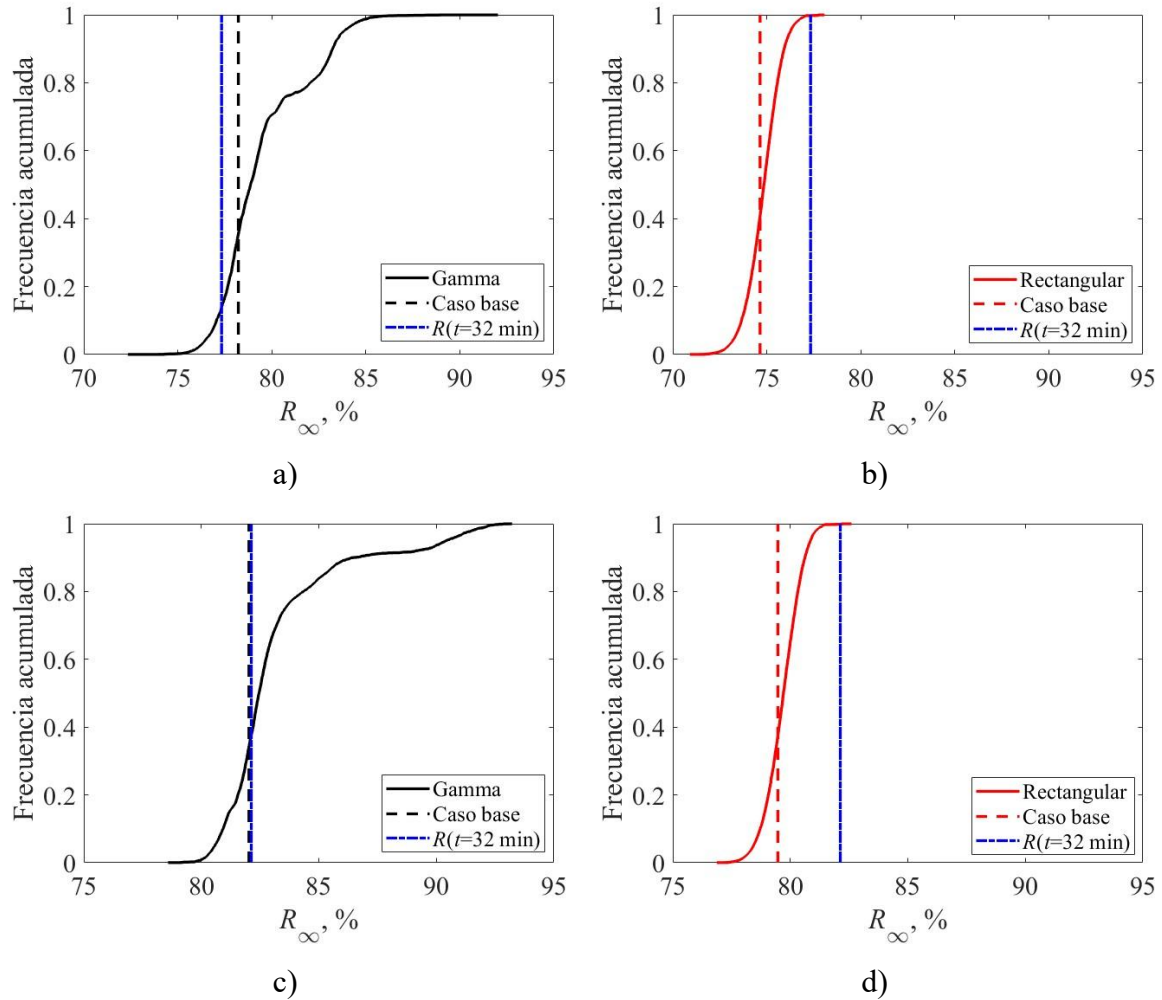 Frecuencia acumulada
1
0.8
0.6
0.4
0.2
0
70 75 80 85 90 95
R∞, %
Gamma
Caso base
R(t=32 min)
a)
Frecuencia acumulada
1
0.8
0.6
0.4
0.2
0
70 75 80 85 90 95
R∞, %
Rectangular
Caso base
R(t=32 min)
b)
Frecuencia acumulada
1
0.8
0.6
0.4
0.2
0
75 80 85 90 95
R∞, %
Gamma
Caso base
R(t=32 min)
c)
Frecuencia acumulada
1
0.8
0.6
0.4
0.2
0
75 80 85 90 95
R∞, %
Rectangular
Caso base
R(t=32 min)
d)